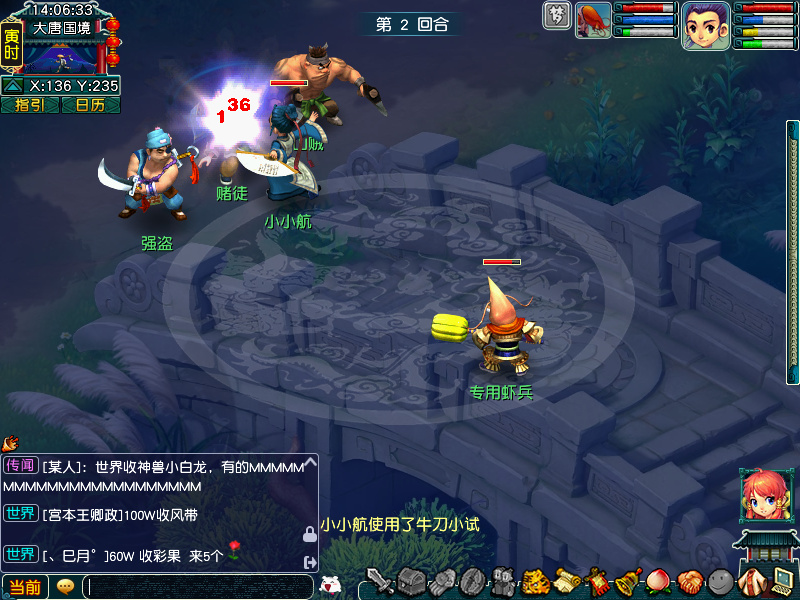 14:06:33
第 2 回合
大唐国境
寅时
X:136 Y:235
指引 日历
梦
136
山贼
赌徒
小小航
强盗
专用虾兵
传闻 [某人]：世界收神兽小白龙，有的MMMMM
MMMMMMMMMMMMMMMMMM
世界 [宫本王卿政]100W收风带
小小航使用了牛刀小试
世界 [、巳月°]60W 收彩果 来5个
当前